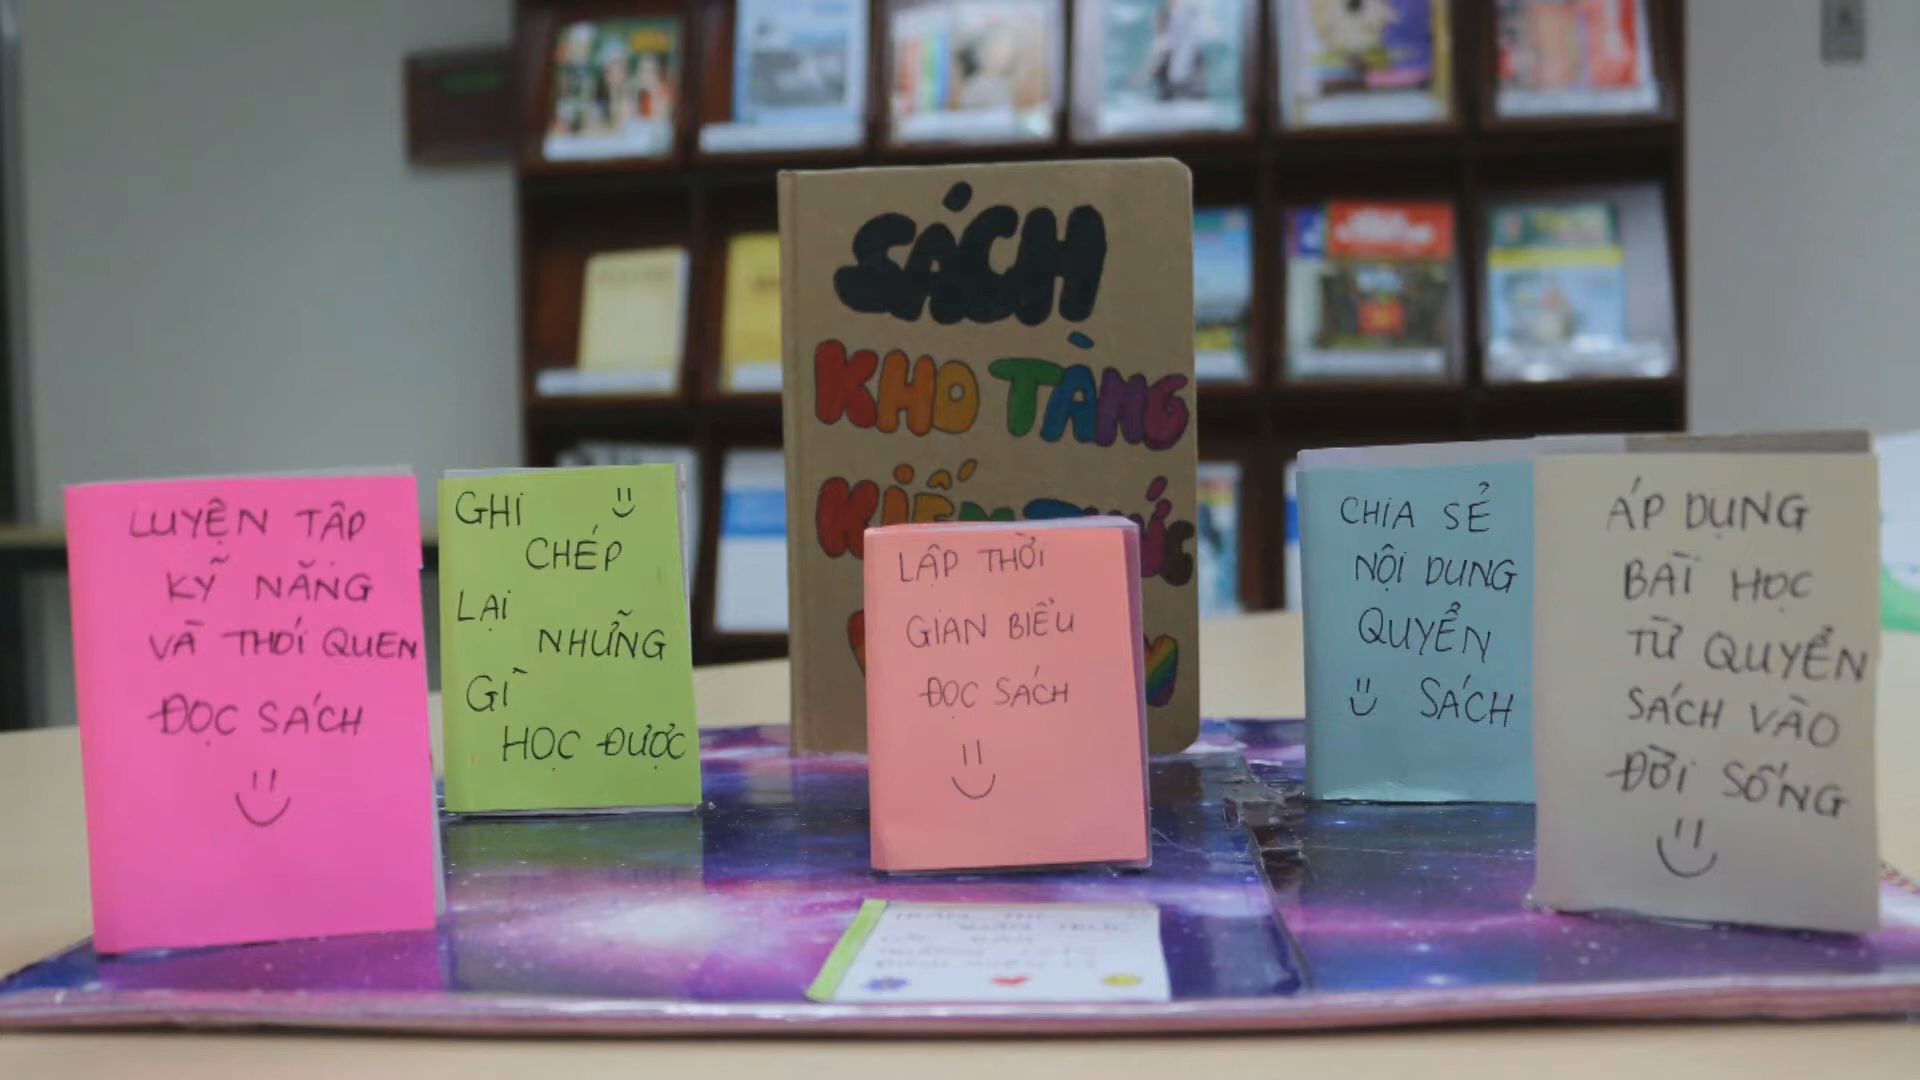 SÁCH
KHO TÀNG
LUYỆN TẬP
KỸ NĂNG
VÀ THÓI QUEN
ĐỌC SÁCH
GHI
CHÉP
LẠI
NHỮNG
GÌ
HỌC ĐƯỢC
LẬP THỜI
GIAN BIỂU
ĐỌC SÁCH
CHIA SẺ
NỘI DUNG
QUYỂN
SÁCH
ÁP DỤNG
BÀI HỌC
TỪ QUYỂN
SÁCH VÀO
ĐỜI SỐNG